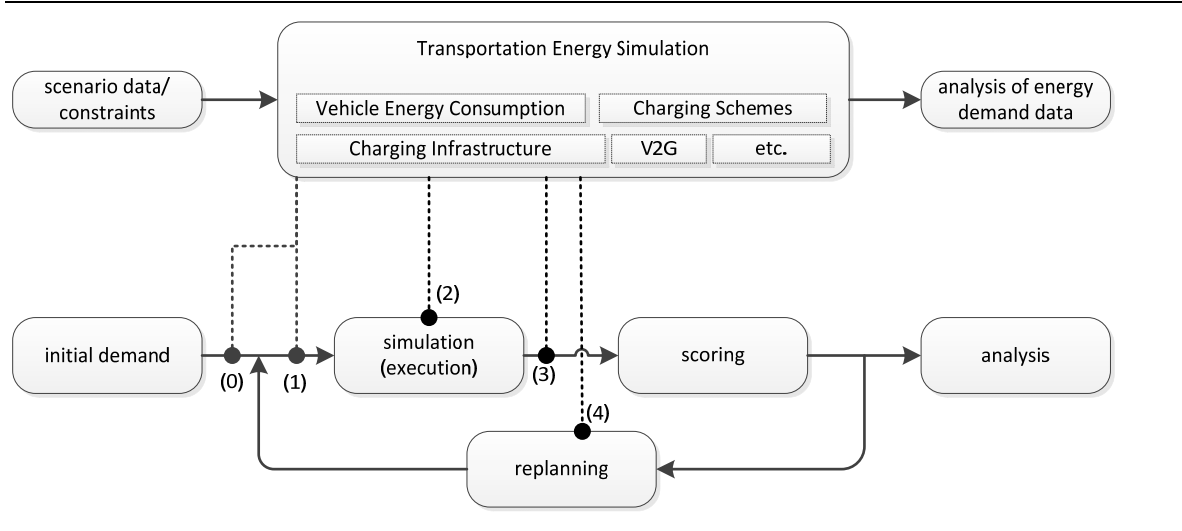 Transportation Energy Simulation
scenario data/
constraints
Vehicle Energy Consumption
Charging Schemes
Charging Infrastructure
V2G
etc.
analysis of energy
demand data
(2)
initial demand
(0)
(1)
simulation
(execution)
(3)
scoring
analysis
(4)
replanning